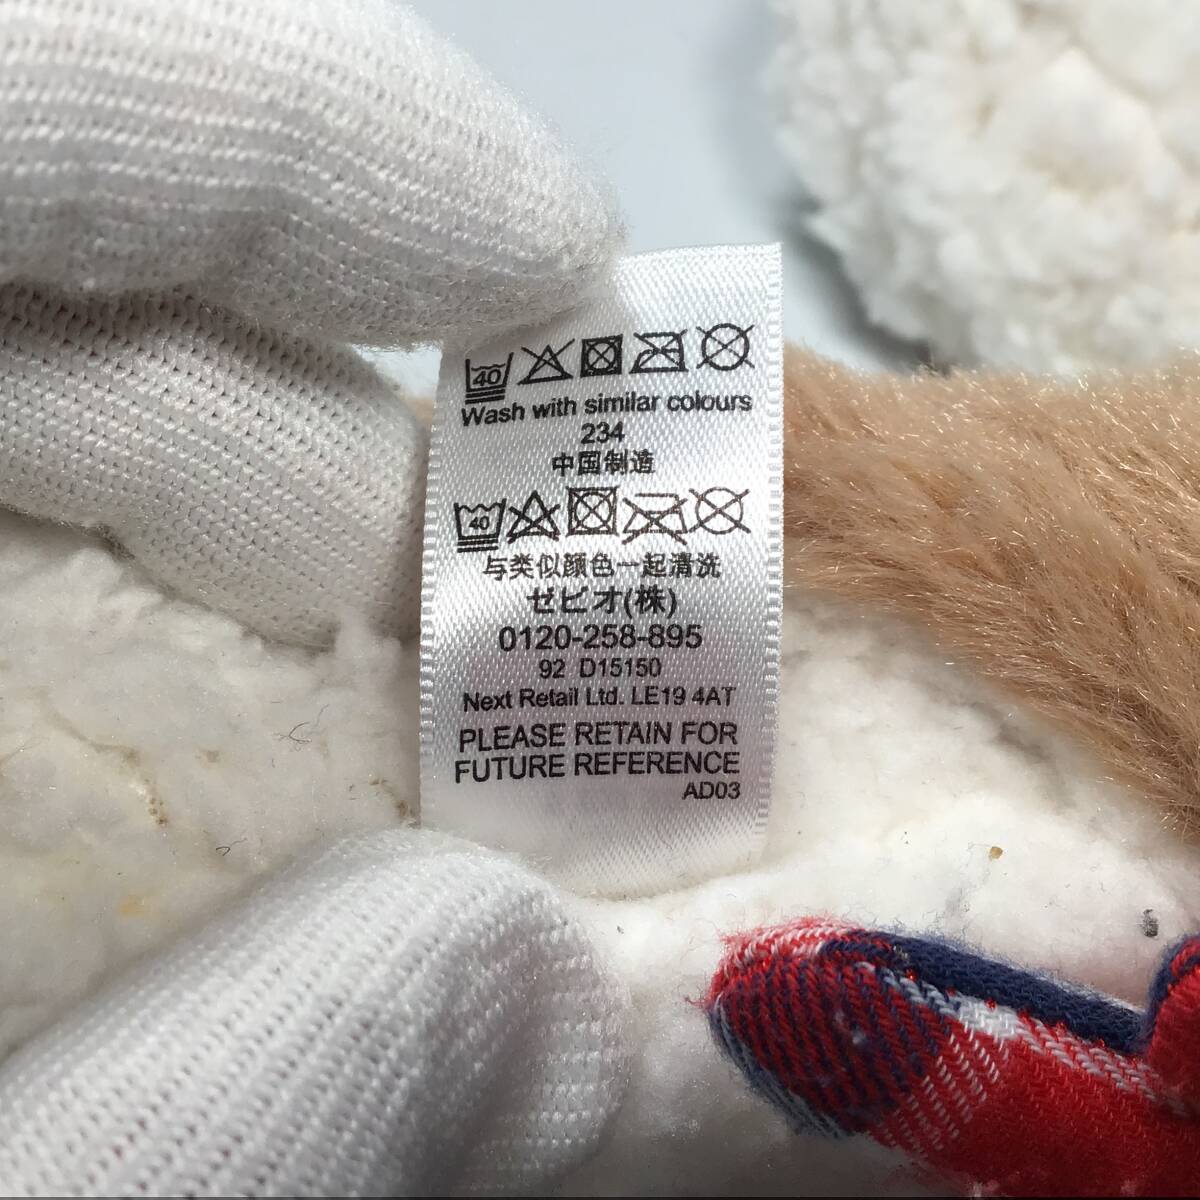 40
Wash with similar colours
234
中国制造
40
与类似颜色一起清洗
ゼビオ(株)
0120-258-895
92 D15150
Next Retail Ltd. LE19 4AT
PLEASE RETAIN FOR
FUTURE REFERENCE
AD03